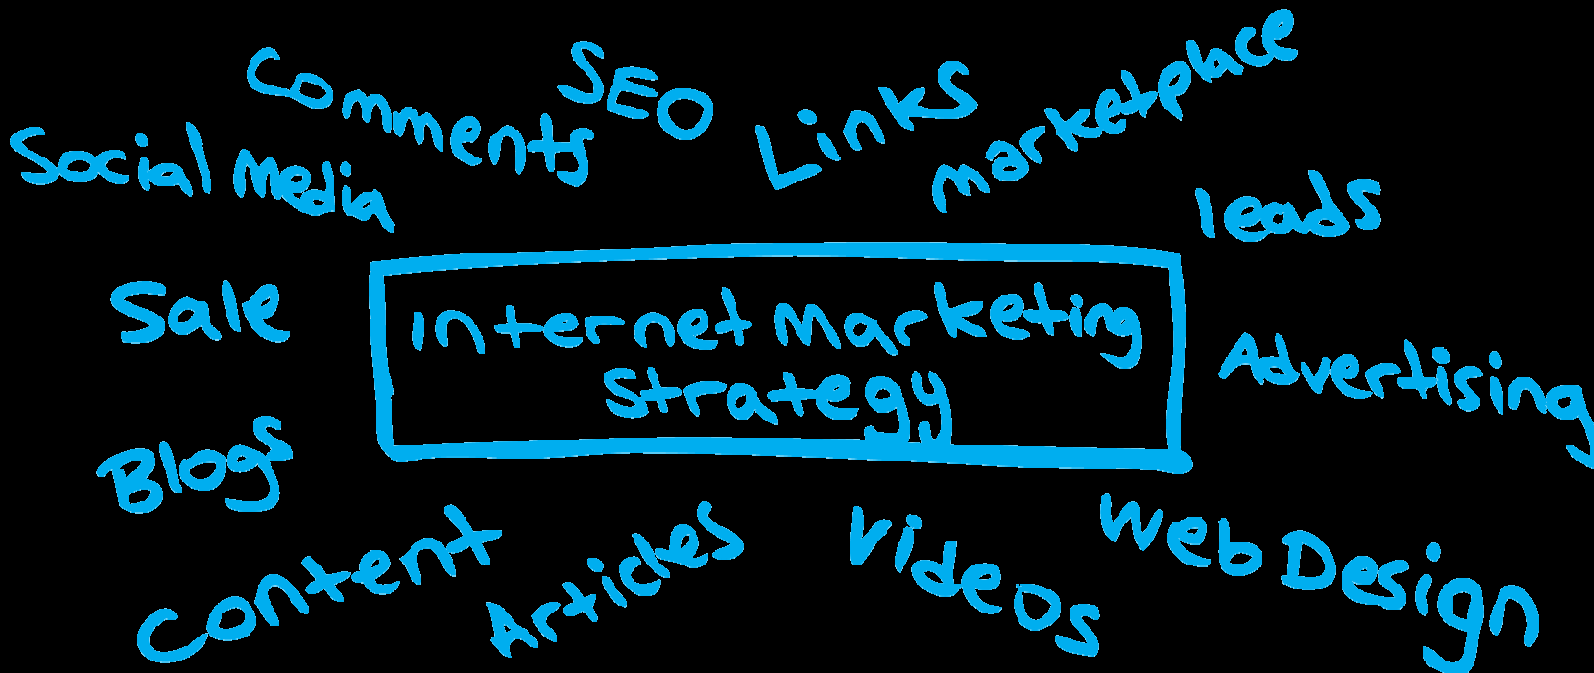 Comments
SEO
Links
marketplace
Social Media
leads
Sale
Internet Marketing
Strategy
Advertising
Blogs
Content
Articles
Videos
Web Design